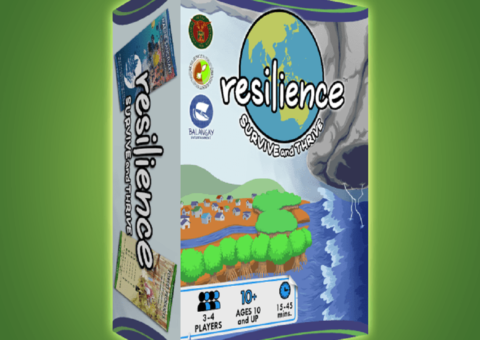 resilience
SURVIVE and THRIVE
BALANGAY
ENTERTAINMENT
resilience
SURVIVE and THRIVE
3-4
PLAYERS
10+
AGES 10
and UP
15-45
mins.